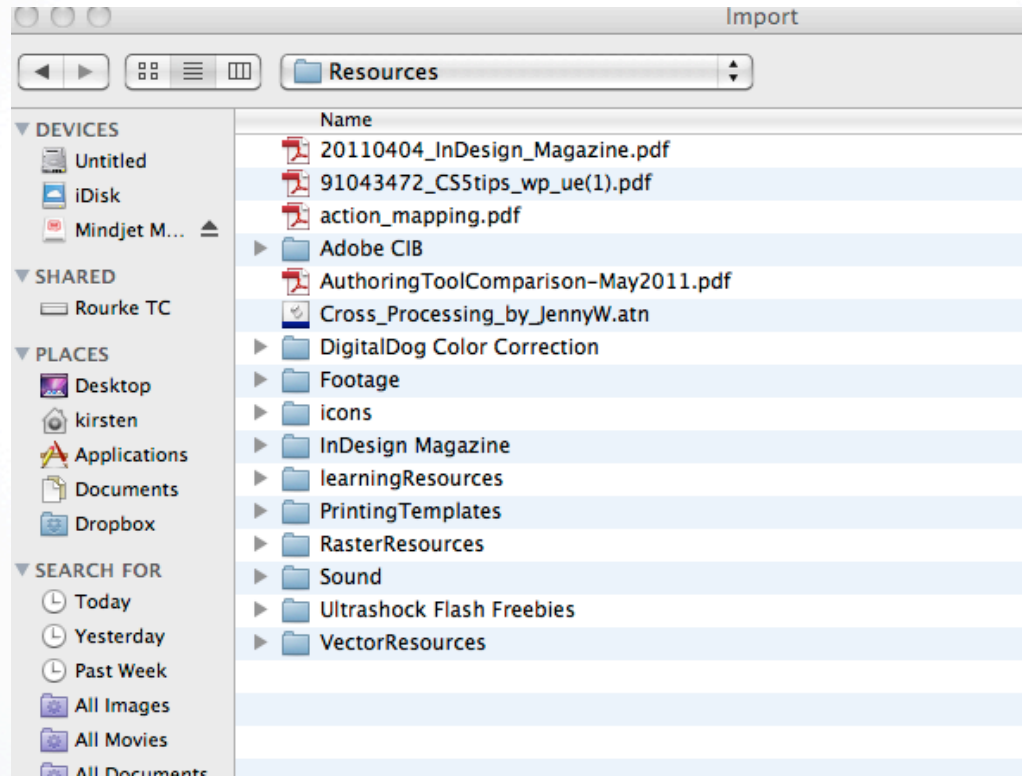 Import
Resources
DEVICES
Untitled
iDisk
Mindjet M...
SHARED
Rourke TC
PLACES
Desktop
kirsten
Applications
Documents
Dropbox
SEARCH FOR
Today
Yesterday
Past Week
All Images
All Movies
All Documents
Name
20110404_InDesign_Magazine.pdf
91043472_CS5tips_wp_ue(1).pdf
action_mapping.pdf
Adobe CIB
AuthoringToolComparison-May2011.pdf
Cross_Processing_by_JennyW.atn
DigitalDog Color Correction
Footage
icons
InDesign Magazine
learningResources
PrintingTemplates
RasterResources
Sound
Ultrashock Flash Freebies
VectorResources